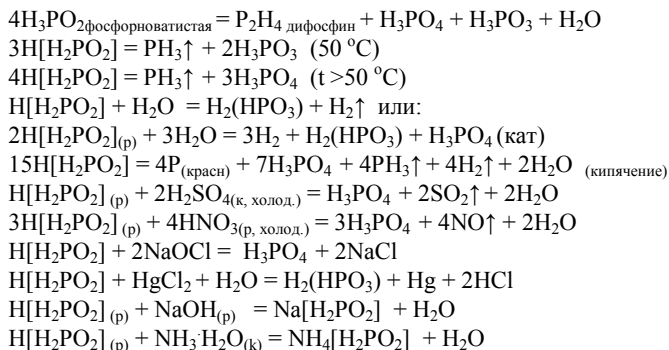 4H₃PO₂фосфорноватистая = P₂H₄ дифосфин + H₃PO₄ + H₃PO₃ + H₂O
3H[H₂PO₂] = PH₃↑ + 2H₃PO₃ (50 °C)
4H[H₂PO₂] = PH₃↑ + 3H₃PO₄ (t >50 °C)
H[H₂PO₂] + H₂O = H₂(HPO₃) + H₂↑ или:
2H[H₂PO₂](р) + 3H₂O = 3H₂ + H₂(HPO₃) + H₃PO₄ (кат)
15H[H₂PO₂] = 4P(красн) + 7H₃PO₄ + 4PH₃↑ + 4H₂↑ + 2H₂O (кипячение)
H[H₂PO₂] (р) + 2H₂SO₄(к, холод.) = H₃PO₄ + 2SO₂↑ + 2H₂O
3H[H₂PO₂] (р) + 4HNO₃(р, холод.) = 3H₃PO₄ + 4NO↑ + 2H₂O
H[H₂PO₂] + 2NaOCl = H₃PO₄ + 2NaCl
H[H₂PO₂] + HgCl₂ + H₂O = H₂(HPO₃) + Hg + 2HCl
H[H₂PO₂] (р) + NaOH(р) = Na[H₂PO₂] + H₂O
H[H₂PO₂] (р) + NH₃·H₂O(k) = NH₄[H₂PO₂] + H₂O